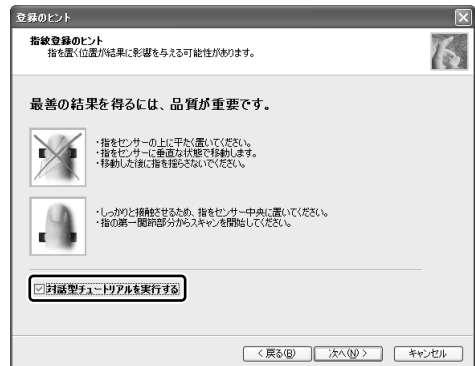 登録のヒント
指紋登録のヒント
指を置く位置が結果に影響を与える可能性があります。
最善の結果を得るには、品質が重要です。
・指をセンサーの上に平たく置いてください。
・指をセンサーに垂直な状態で移動します。
・移動した後に指を揺らさないでください。
・しっかりと接触させるため、指をセンサー中央に置いてください。
・指の第一関節部分からスキャンを開始してください。
対話型チュートリアルを実行する
< 戻る(B) 次へ(N) > キャンセル